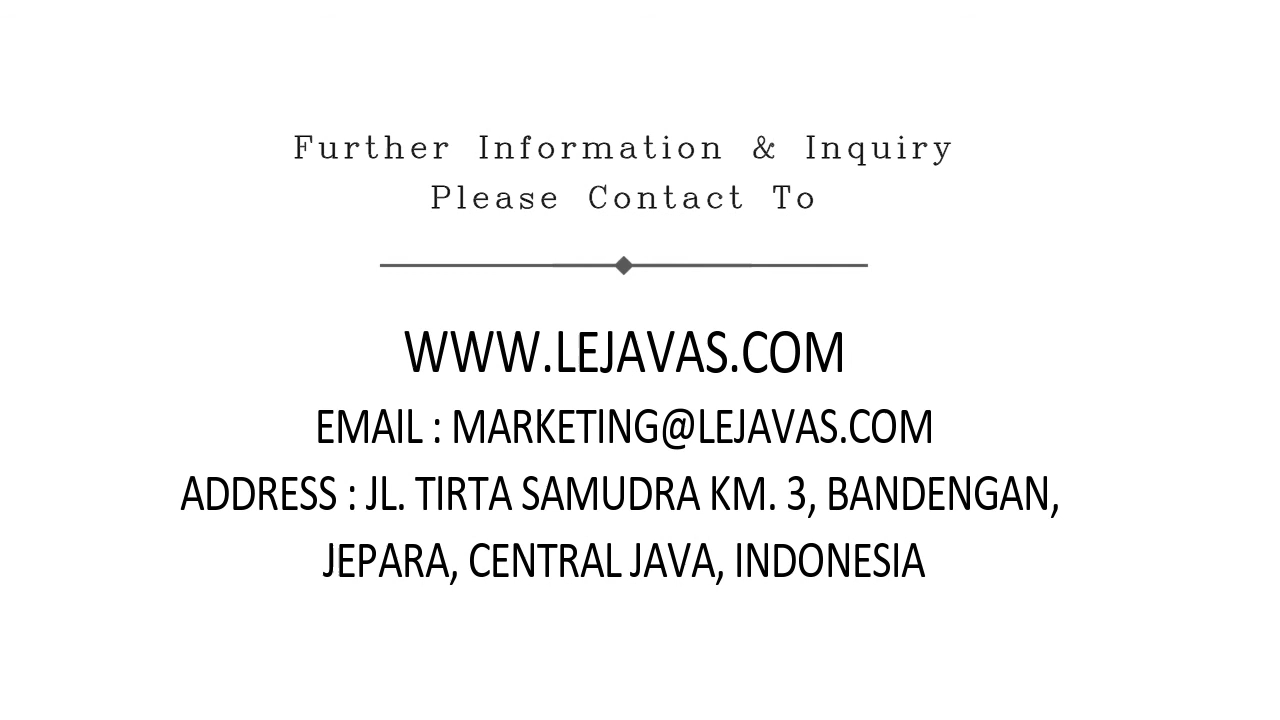 Further Information & Inquiry
Please Contact To
WWW.LEJAVAS.COM
EMAIL : MARKETING@LEJAVAS.COM
ADDRESS : JL. TIRTA SAMUDRA KM. 3, BANDENGAN,
JEPARA, CENTRAL JAVA, INDONESIA